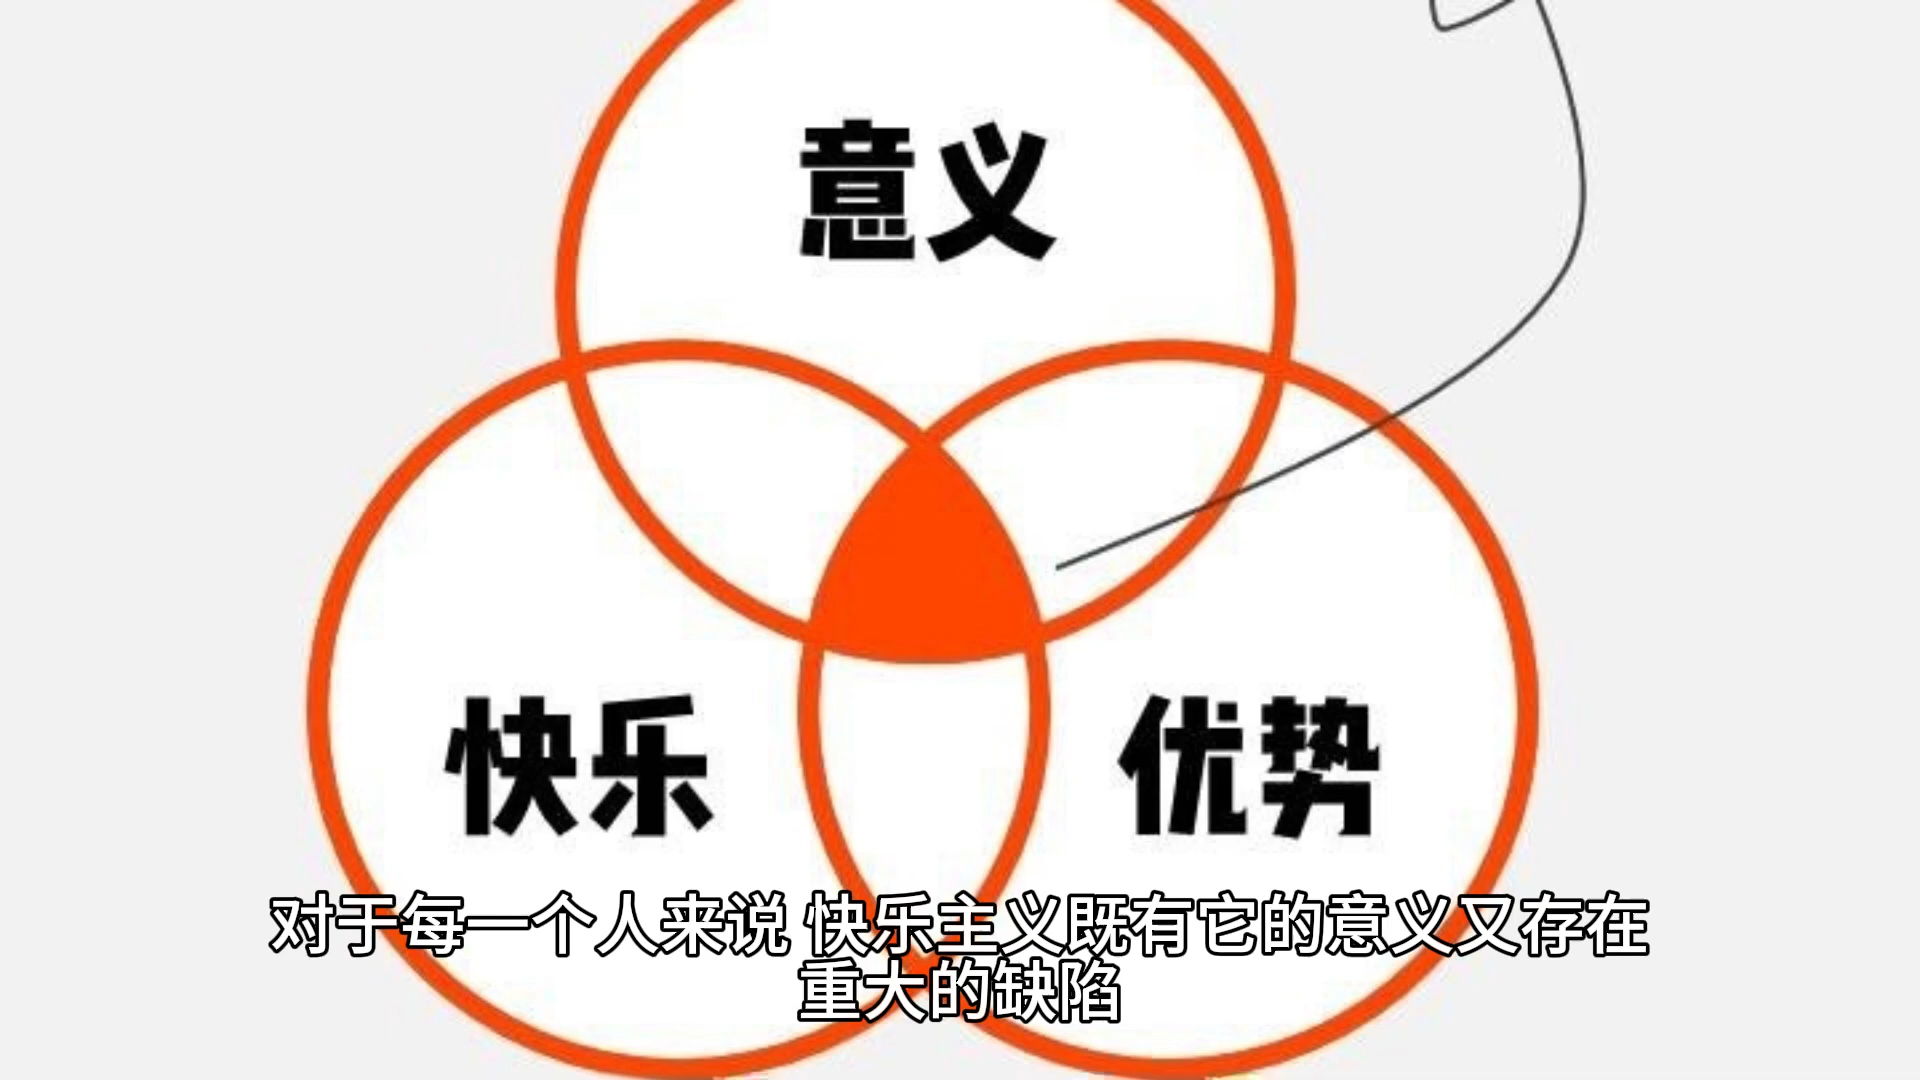 意义
快乐
优势
对于每一个人来说 快乐主义既有它的意义又存在
重大的缺陷